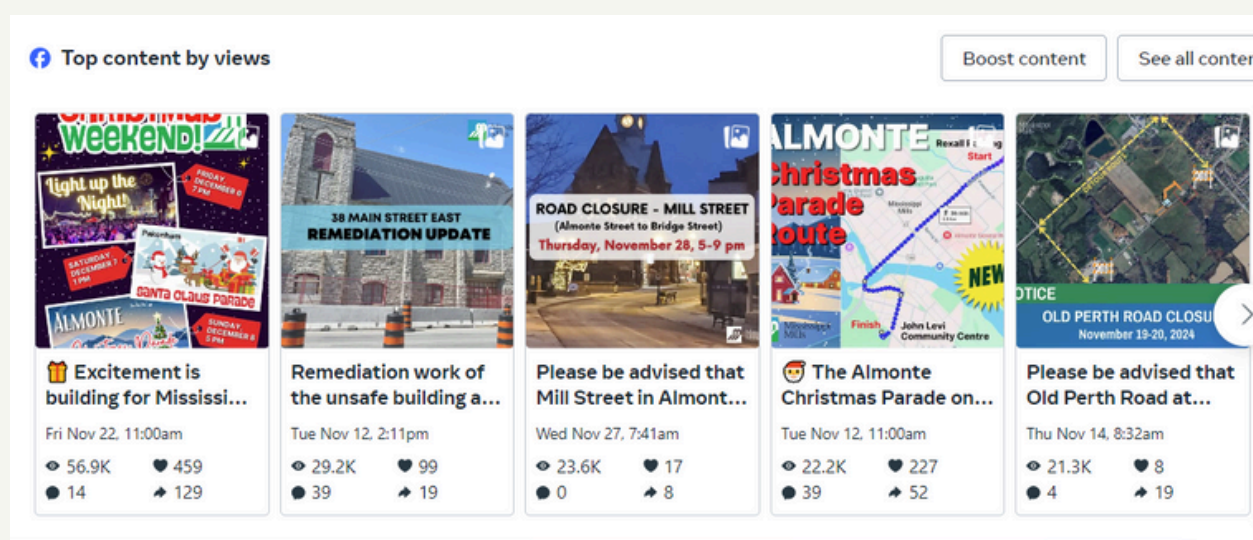 Top content by views
Boost content
See all conter
CHRISTMAS
WEEKEND!
Light up the
Night!
FRIDAY,
DECEMBER 6
7 PM
Pakenham
SATURDAY,
DECEMBER 7
1 PM
SANTA CLAUS PARADE
ALMONTE
SUNDAY,
DECEMBER 8
5 PM
🎁 Excitement is
building for Mississi...
Fri Nov 22, 11:00am
56.9K 459
14 129
38 MAIN STREET EAST
REMEDIATION UPDATE
Remediation work of
the unsafe building a...
Tue Nov 12, 2:11pm
29.2K 99
39 19
ROAD CLOSURE - MILL STREET
(Almonte Street to Bridge Street)
Thursday, November 28, 5-9 pm
Please be advised that
Mill Street in Almont...
Wed Nov 27, 7:41am
23.6K 17
0 8
ALMONTE
Christmas
Parade
Route
Start
Mississippi
Mills
NEW
Finish
John Levi
Community Centre
Mississippi
Mills
🎅 The Almonte
Christmas Parade on...
Tue Nov 12, 11:00am
22.2K 227
39 52
OTICE
OLD PERTH ROAD CLOSU
November 19-20, 2024
Please be advised that
Old Perth Road at...
Thu Nov 14, 8:32am
21.3K 8
4 19